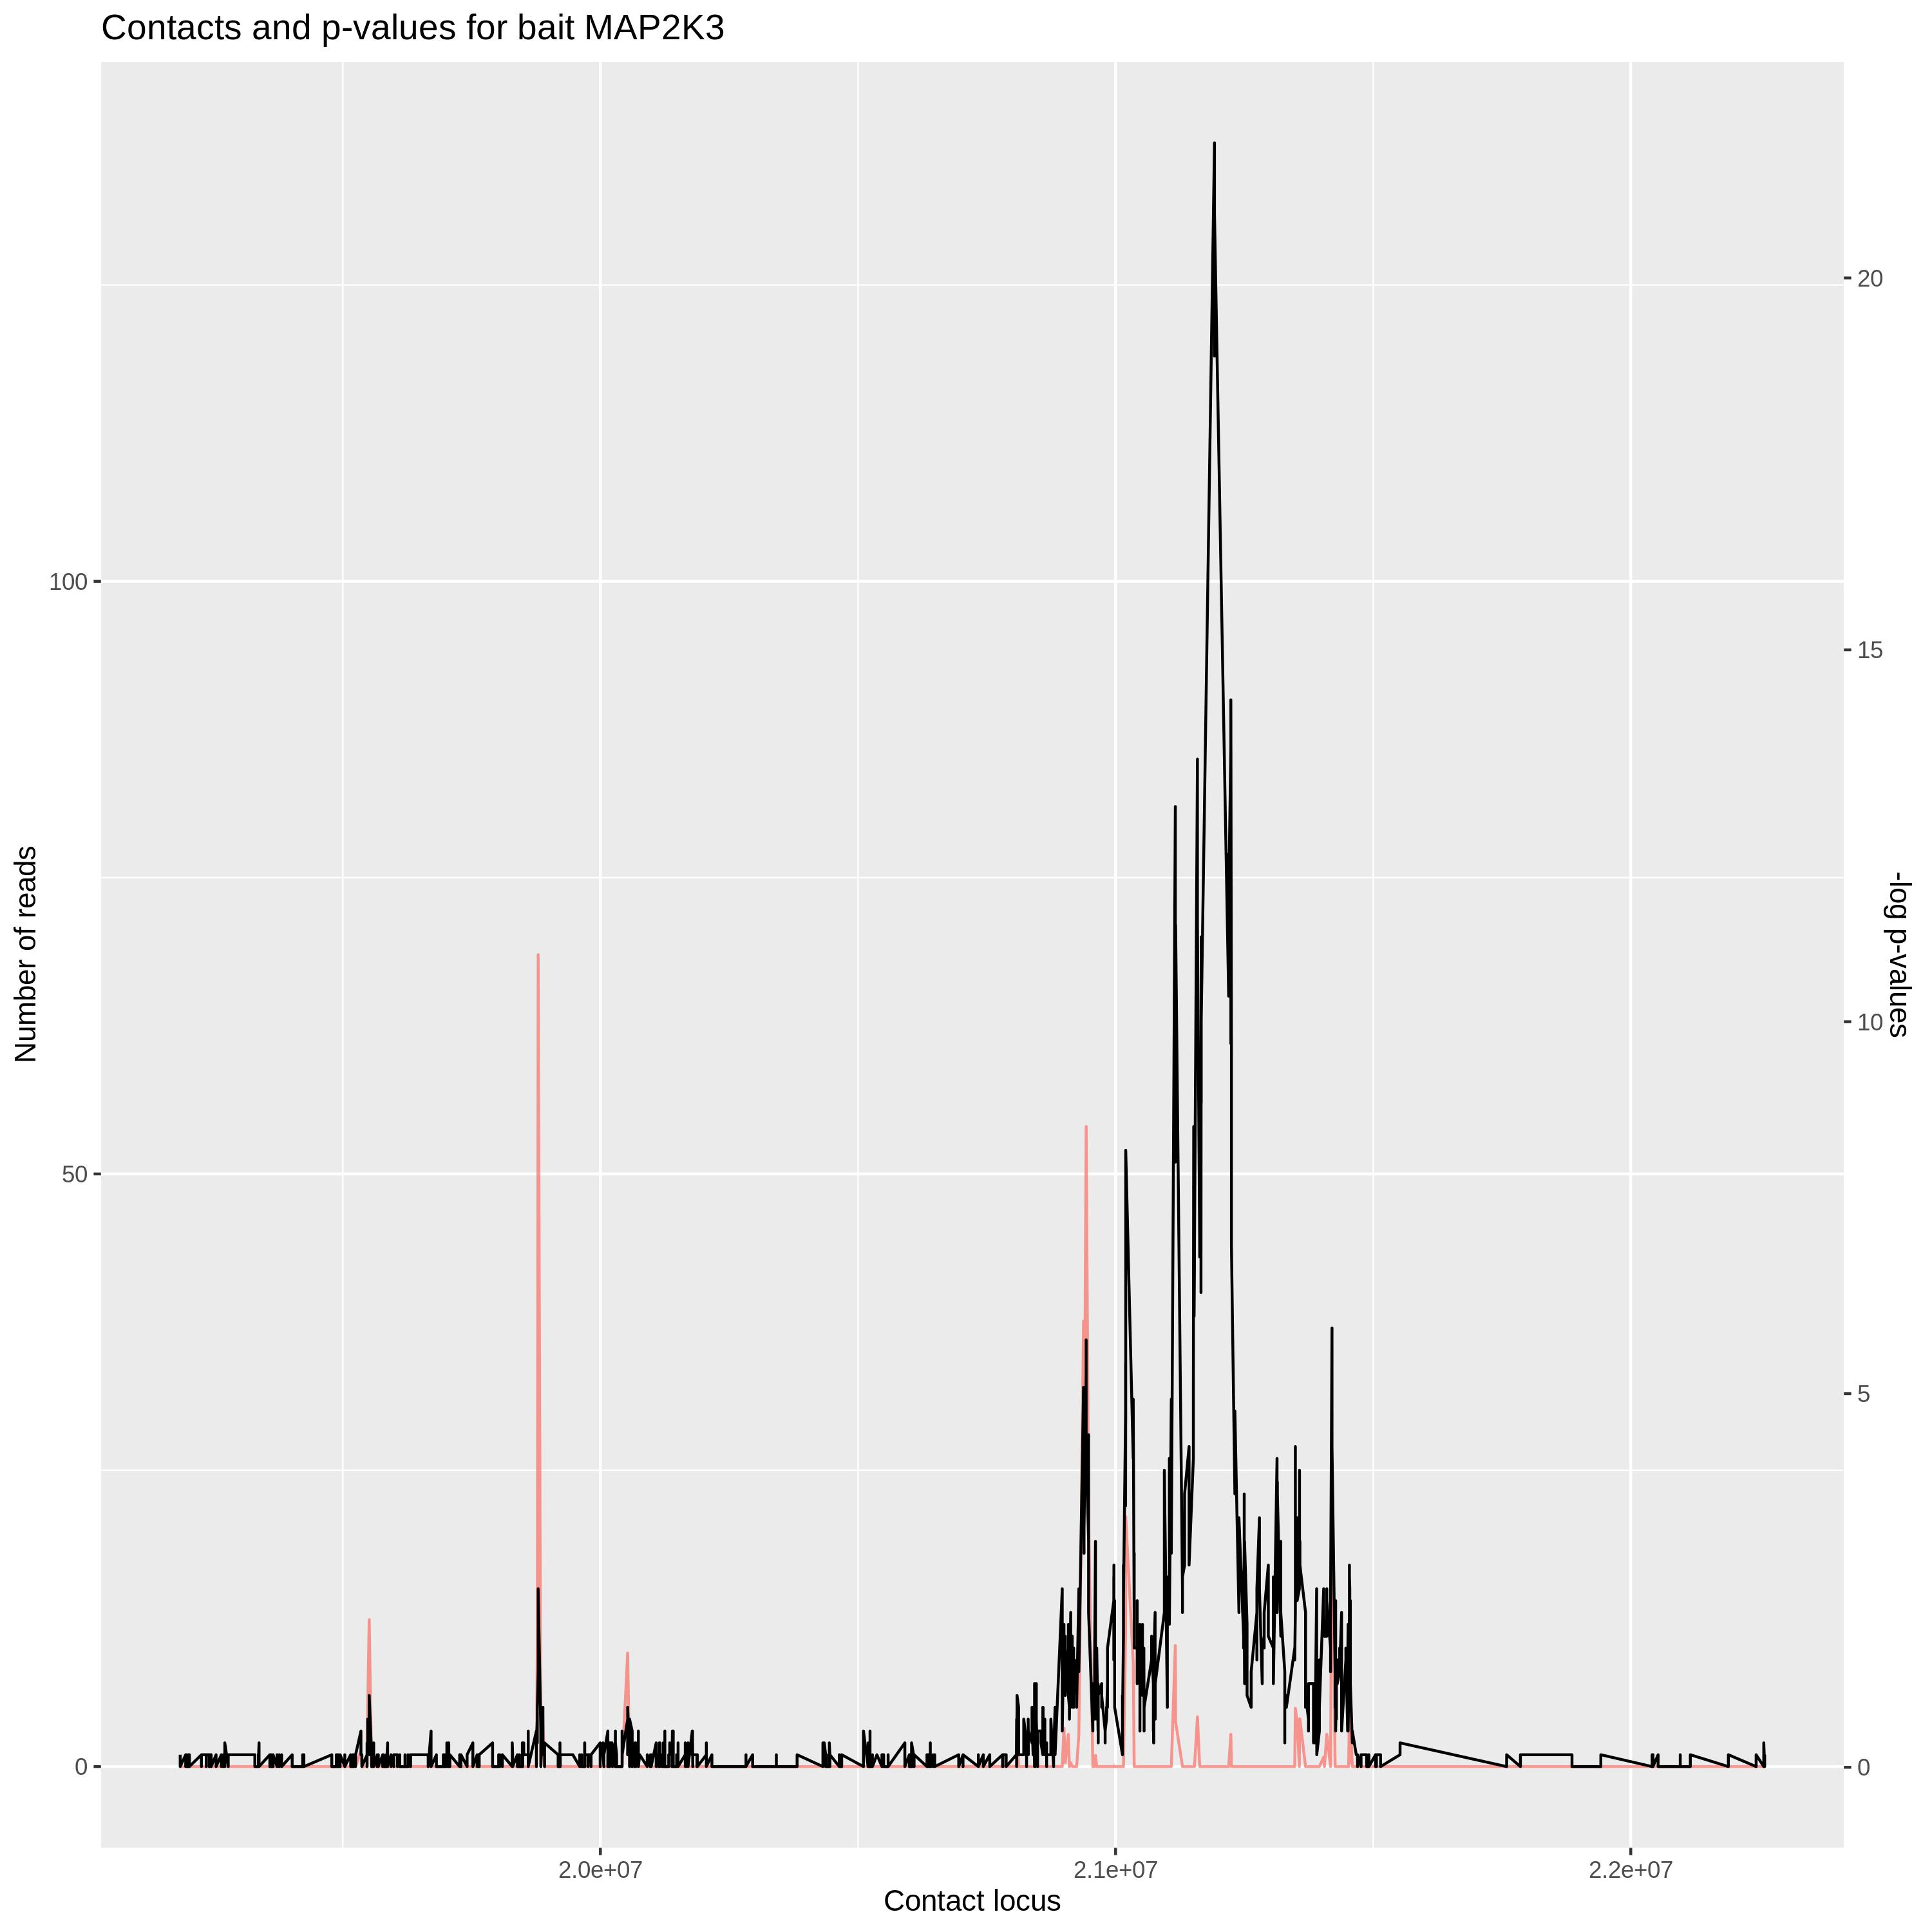 Contacts and p-values for bait MAP2K3
Number of reads
100
50
0
20
15
10
5
0
-log p-values
2.0e+07
2.1e+07
2.2e+07
Contact locus